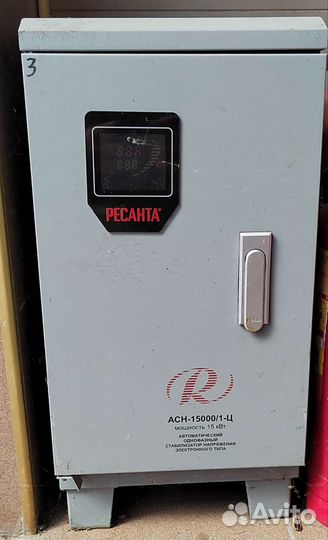 3
РЕСАНТА®
R
АСН-15000/1-Ц
мощность 15 кВт.
АВТОМАТИЧЕСКИЙ
ОДНОФАЗНЫЙ
СТАБИЛИЗАТОР НАПРЯЖЕНИЯ
ЭЛЕКТРОННОГО ТИПА
Avito